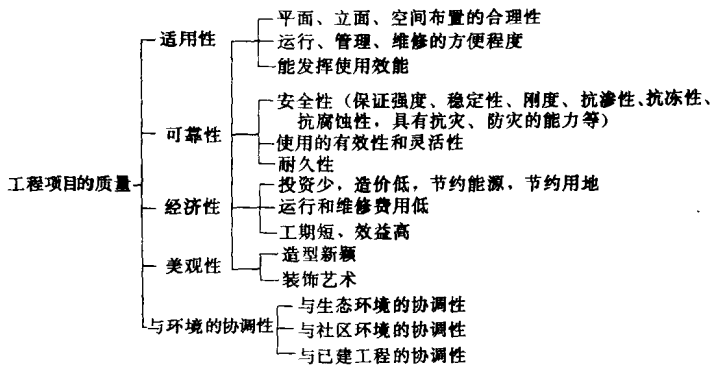 工程项目的质量
适用性
平面、立面、空间布置的合理性
运行、管理、维修的方便程度
能发挥使用效能
可靠性
安全性（保证强度、稳定性、刚度、抗渗性、抗冻性、
抗腐蚀性，具有抗灾、防灾的能力等）
使用的有效性和灵活性
耐久性
经济性
投资少，造价低，节约能源，节约用地
运行和维修费用低
工期短、效益高
美观性
造型新颖
装饰艺术
与环境的协调性
与生态环境的协调性
与社区环境的协调性
与已建工程的协调性